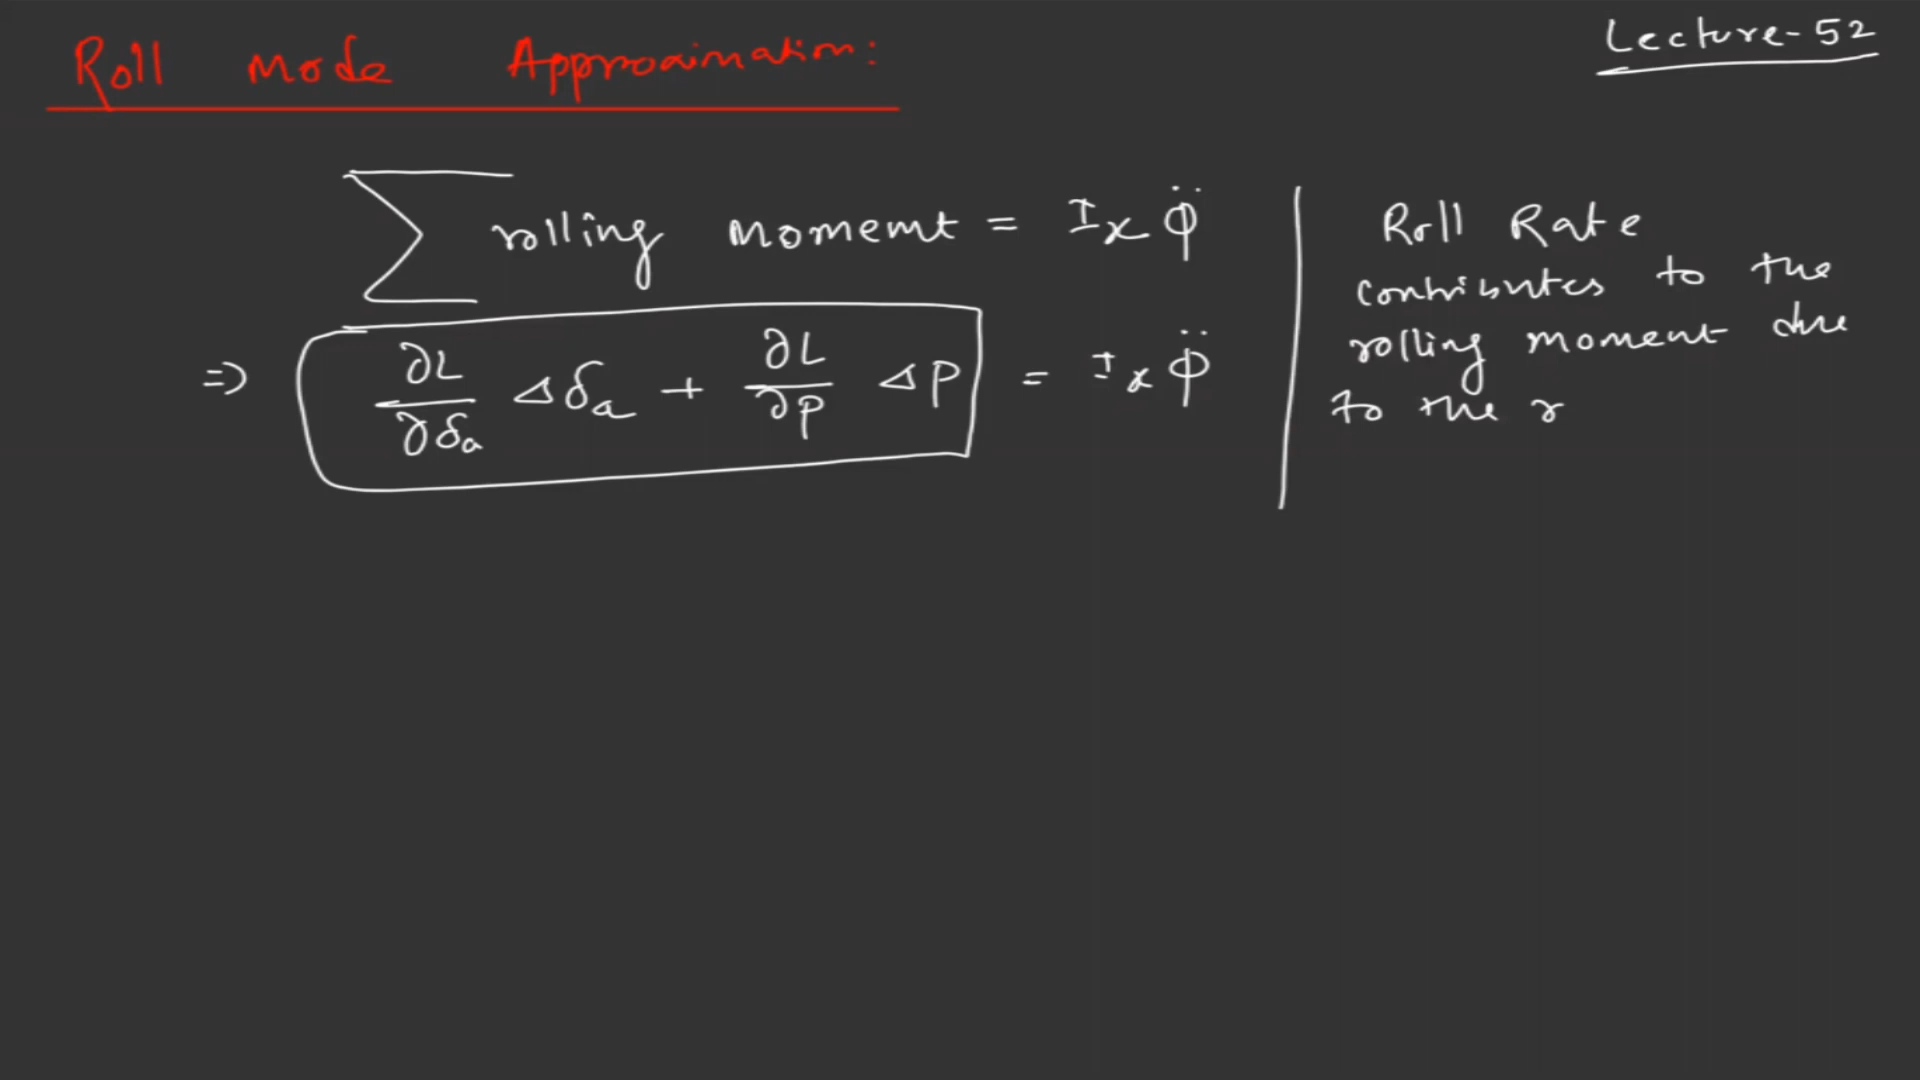 Roll Mode Approximation:
Lecture-52
∑ rolling moment = Iₓ φ̈
⇒ ∂L/∂δₐ Δδₐ + ∂L/∂p ΔP = Iₓ φ̈
Roll Rate
contributes to the
rolling moment due
to the r